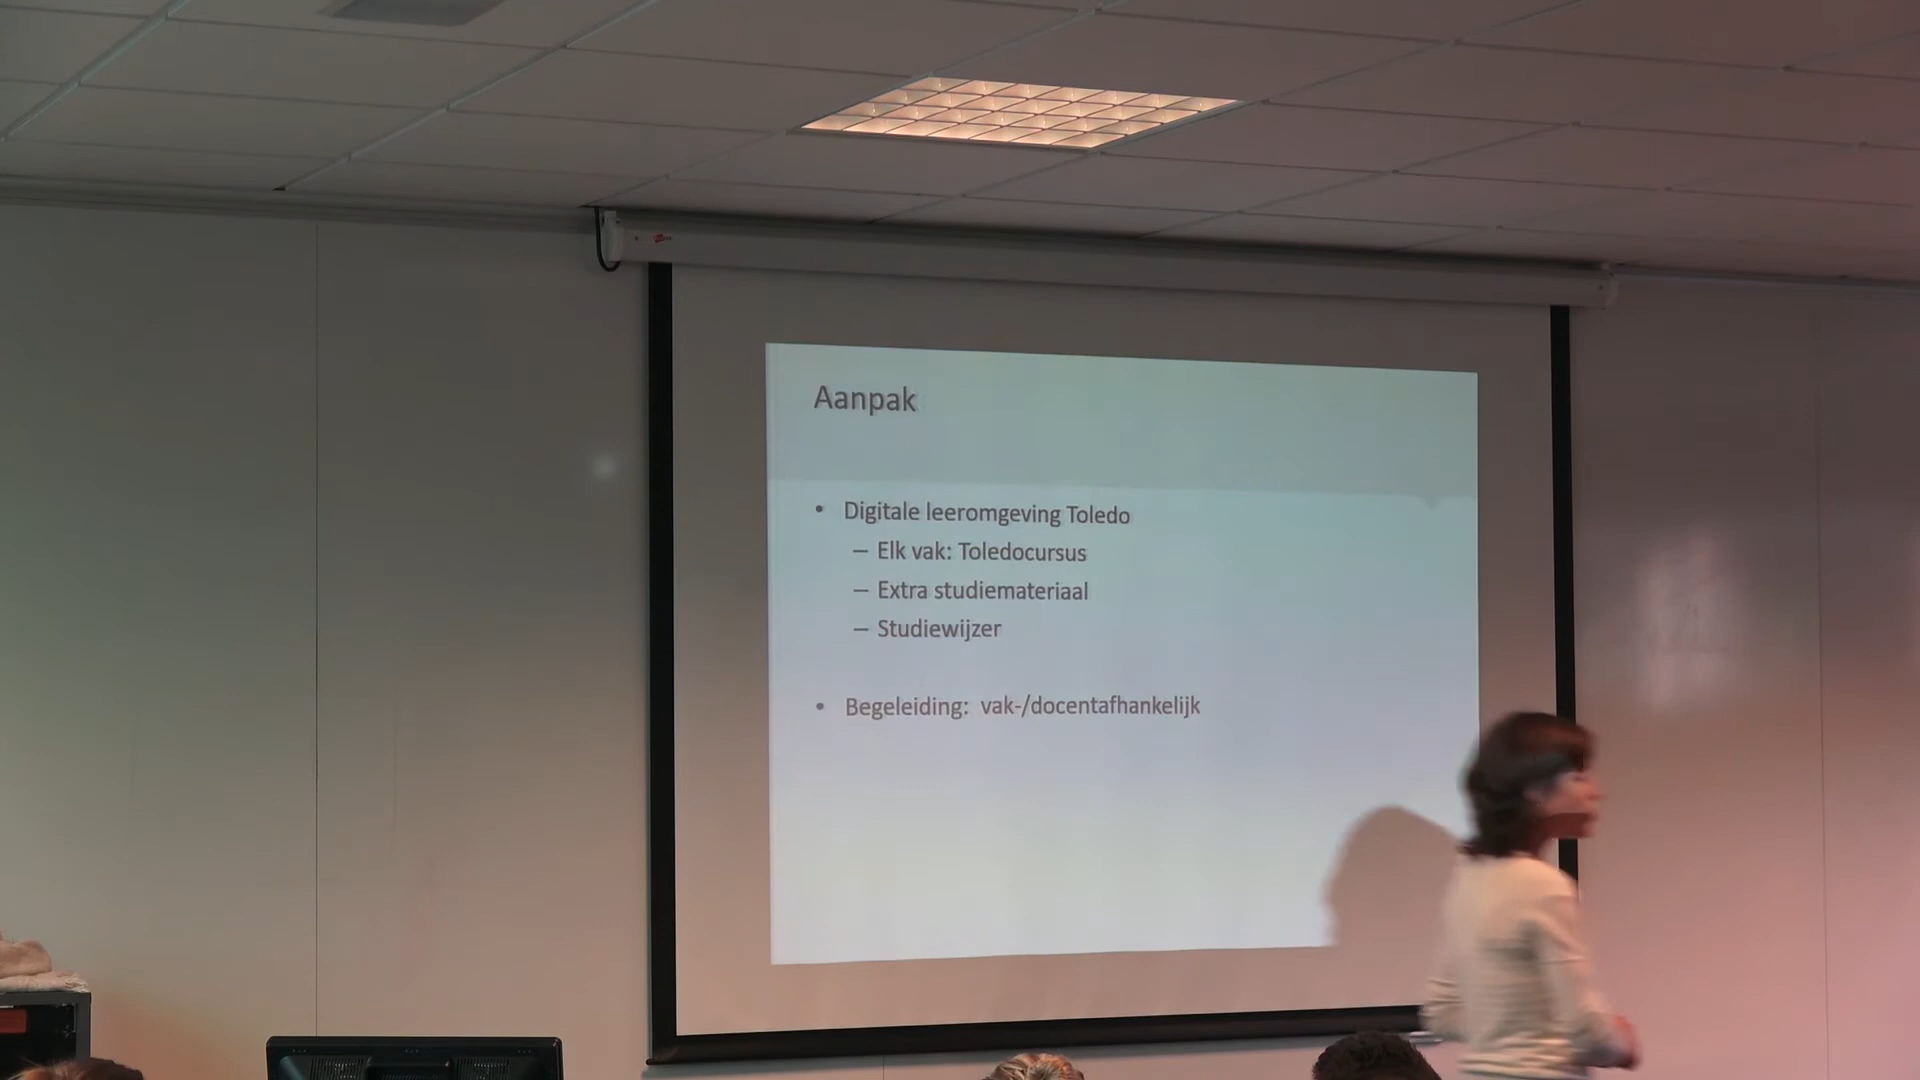 Aanpak
• Digitale leeromgeving Toledo
– Elk vak: Toledocursus
– Extra studiemateriaal
– Studiewijzer
• Begeleiding: vak-/docentafhankelijk